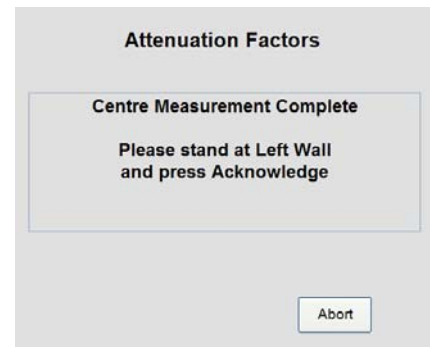 Attenuation Factors
Centre Measurement Complete
Please stand at Left Wall
and press Acknowledge
Abort